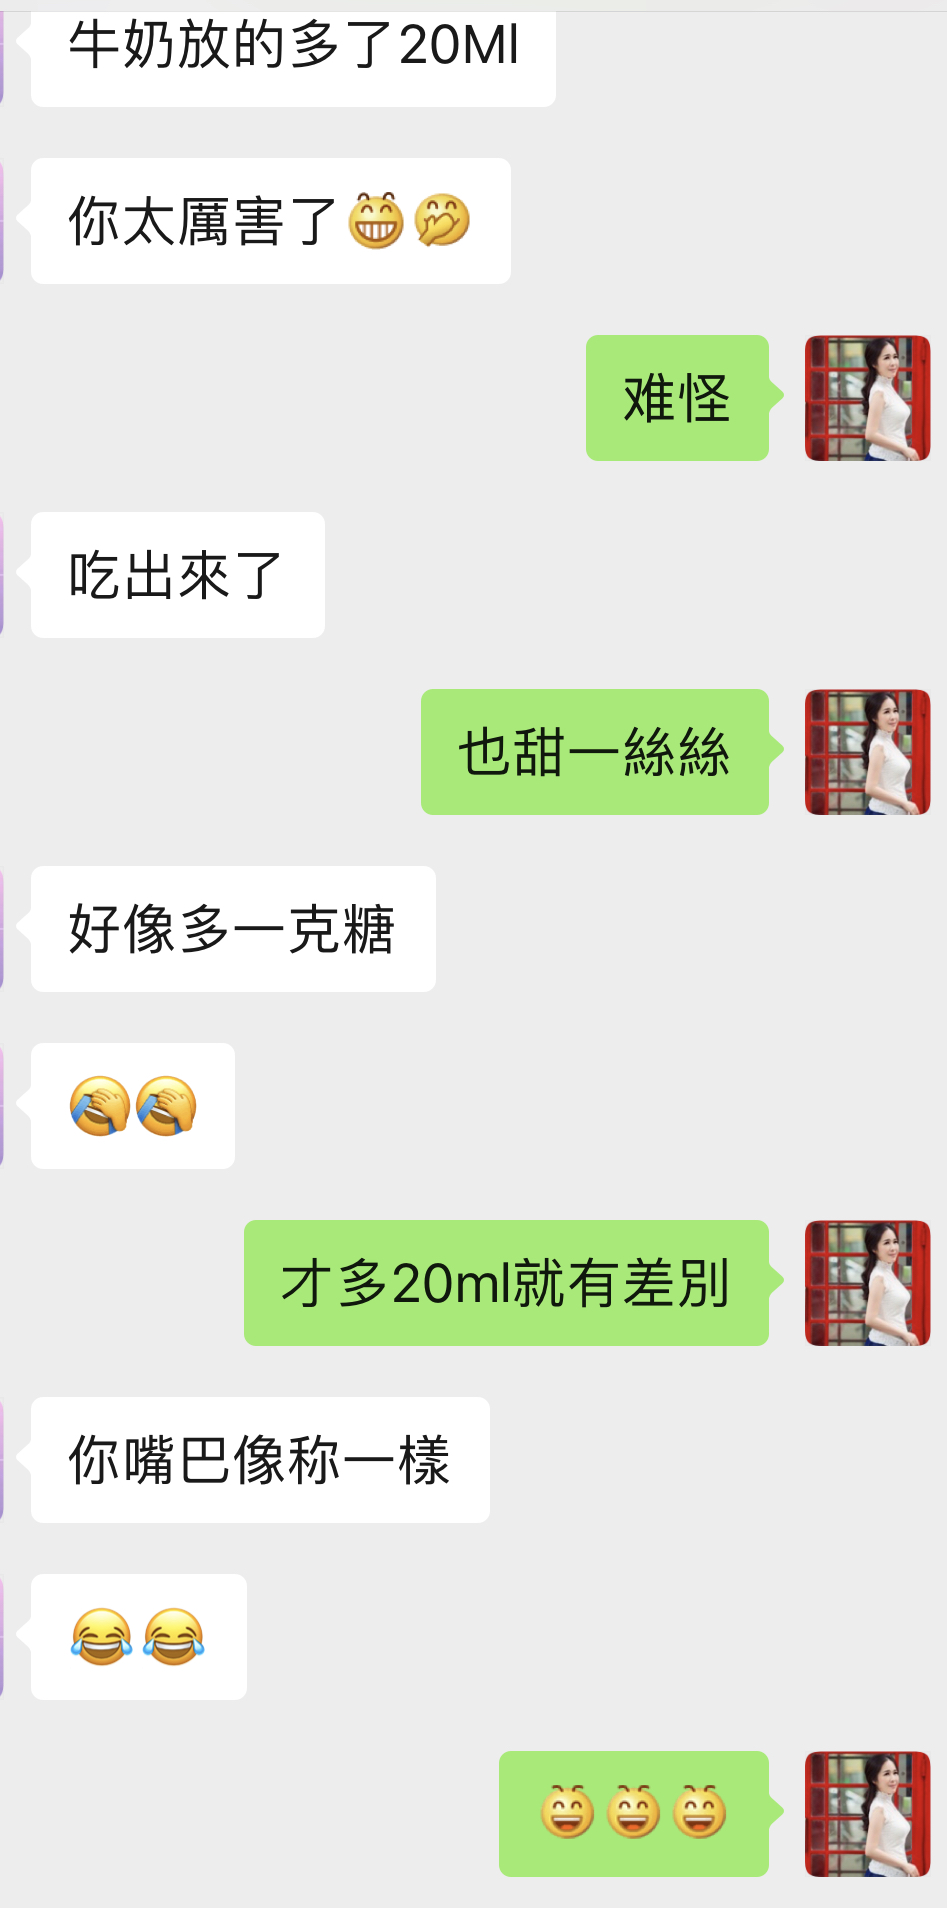 牛奶放的多了20Ml
你太厲害了😁🤭
难怪
吃出來了
也甜一絲絲
好像多一克糖
🤦🤦
才多20ml就有差別
你嘴巴像称一樣
😂😂
😄😄😄